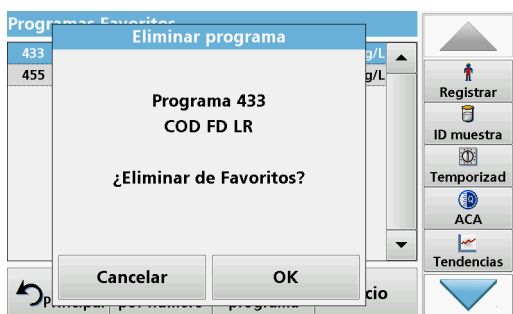 Programas Favoritos
Eliminar programa
433
g/L
455
g/L
Programa 433
COD FD LR
¿Eliminar de Favoritos?
Cancelar
OK
Registrar
ID muestra
Temporizad
ACA
Tendencias